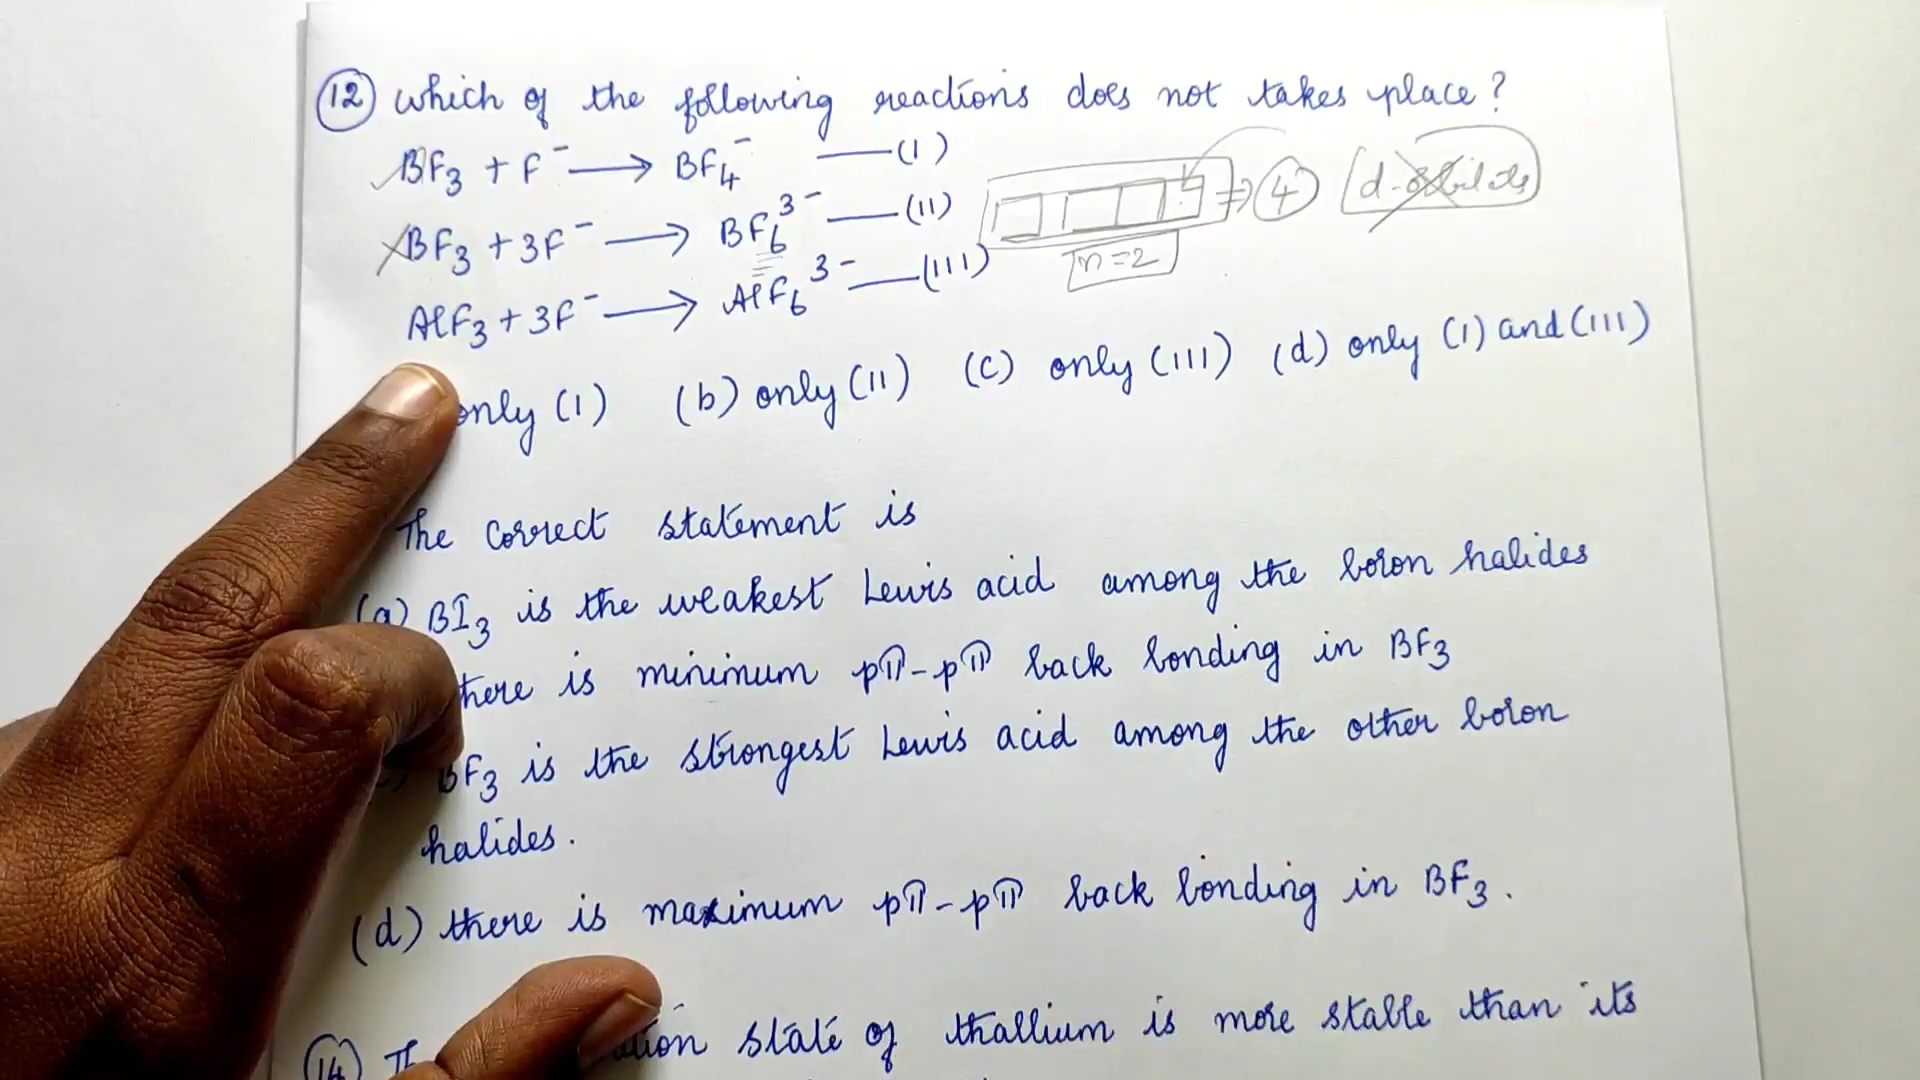 (12) which of the following reactions does not takes place?
BF₃ + F⁻ → BF₄⁻ —(I)
BF₃ + 3F⁻ → BF₆³⁻ —(II)
AlF₃ + 3F⁻ → AlF₆³⁻ —(III)
⇒ (4) d-orbitals
n=2
only (I) (b) only (II) (c) only (III) (d) only (I) and (III)
The correct statement is
(a) BI₃ is the weakest Lewis acid among the boron halides
there is minimum pπ-pπ back bonding in BF₃
BF₃ is the strongest Lewis acid among the other boron
halides.
(d) there is maximum pπ-pπ back bonding in BF₃.
(14) state of thallium is more stable than its